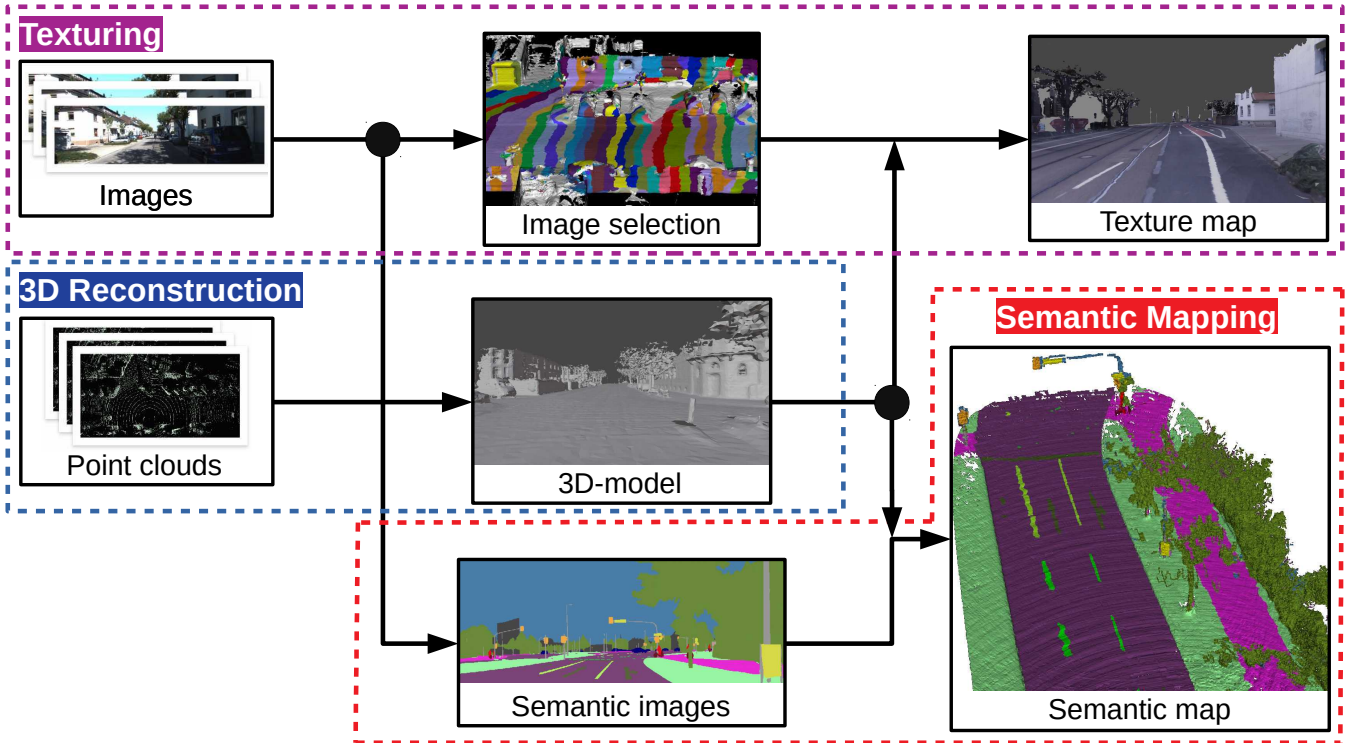 Texturing
Images
Image selection
Texture map
3D Reconstruction
Point clouds
3D-model
Semantic Mapping
Semantic images
Semantic map